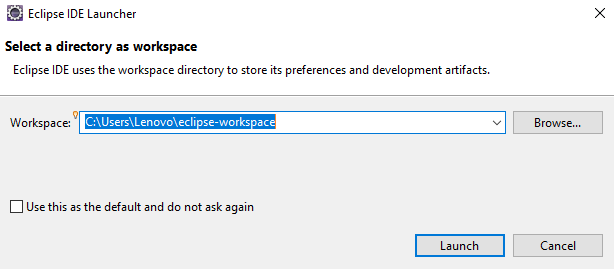 Eclipse IDE Launcher
Select a directory as workspace
Eclipse IDE uses the workspace directory to store its preferences and development artifacts.
Workspace: C:\Users\Lenovo\eclipse-workspace Browse...
Use this as the default and do not ask again
Launch Cancel